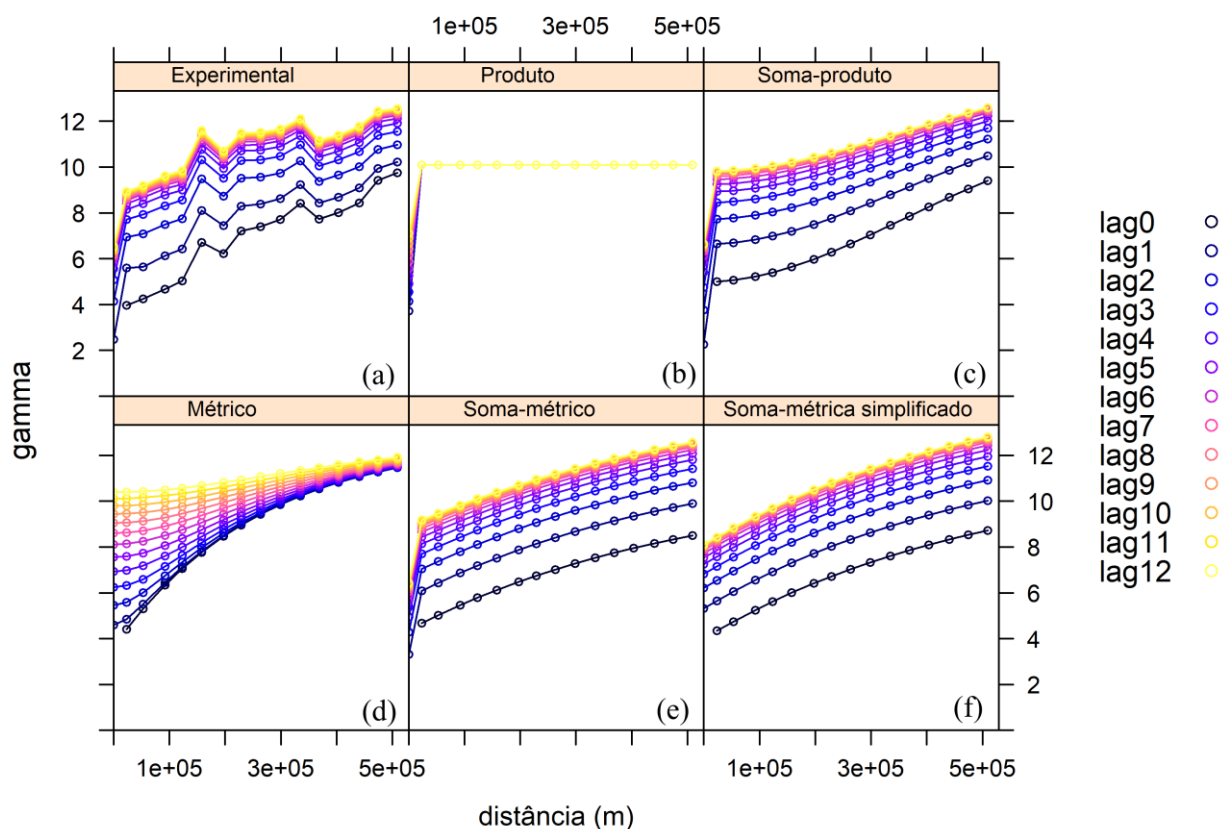 1e+05 3e+05 5e+05
Experimental Produto Soma-produto
12
10
8
6
4
2
(a) (b) (c)
gamma
Métrico Soma-métrico Soma-métrica simplificado
12
10
8
6
4
2
(d) (e) (f)
1e+05 3e+05 5e+05 1e+05 3e+05 5e+05
distância (m)
lag0
lag1
lag2
lag3
lag4
lag5
lag6
lag7
lag8
lag9
lag10
lag11
lag12